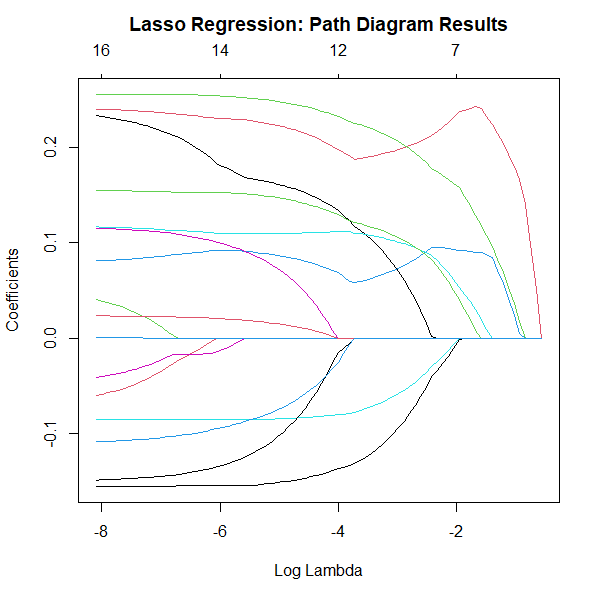 Lasso Regression: Path Diagram Results
16 14 12 7
0.2
0.1
0.0
-0.1
Coefficients
-8 -6 -4 -2
Log Lambda